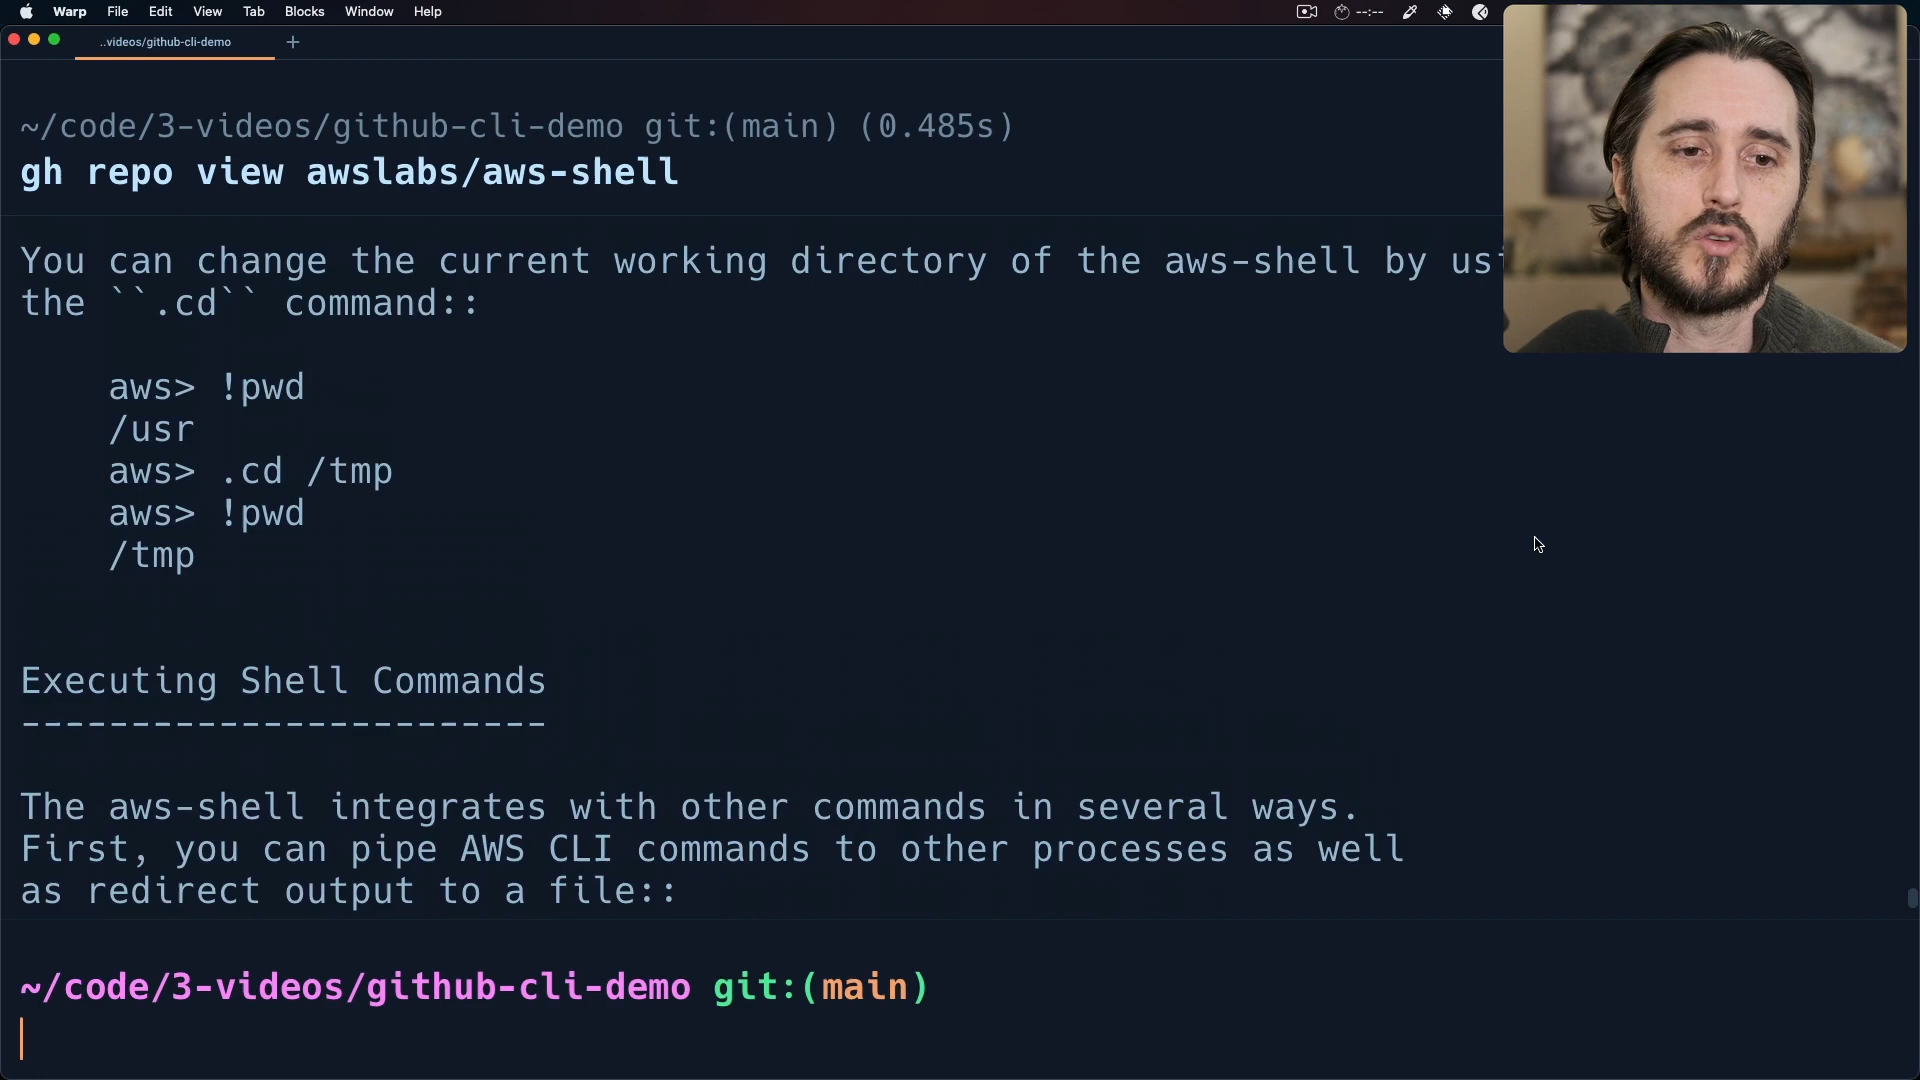 Warp File Edit View Tab Blocks Window Help --:--
..videos/github-cli-demo +
~/code/3-videos/github-cli-demo git:(main) (0.485s)
gh repo view awslabs/aws-shell
You can change the current working directory of the aws-shell by usi
the ``.cd`` command::
aws> !pwd
/usr
aws> .cd /tmp
aws> !pwd
/tmp
Executing Shell Commands
------------------------
The aws-shell integrates with other commands in several ways.
First, you can pipe AWS CLI commands to other processes as well
as redirect output to a file::
~/code/3-videos/github-cli-demo git:(main)